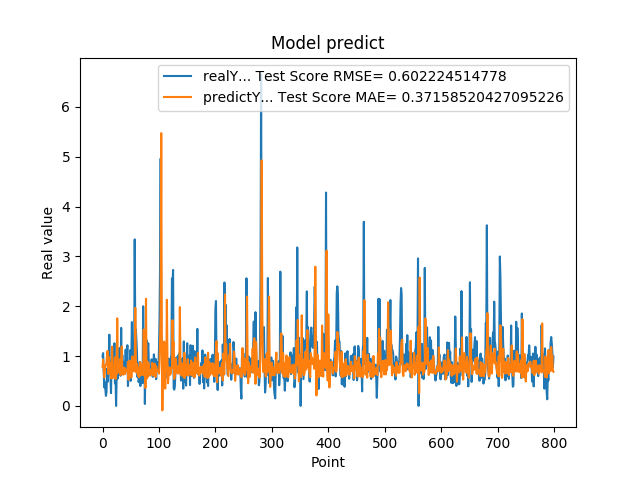 Model predict
realY... Test Score RMSE= 0.602224514778
predictY... Test Score MAE= 0.37158520427095226
6
5
4
3
2
1
0
Real value
0 100 200 300 400 500 600 700 800
Point